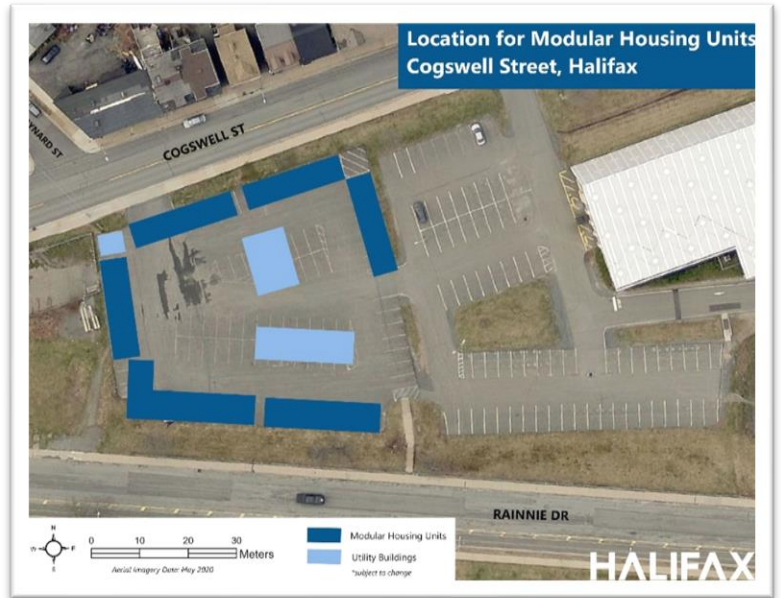 Location for Modular Housing Units
Cogswell Street, Halifax
COGSWELL ST
RAINNIE DR
N
W
E
S
0 10 20 30
Meters
Aerial Imagery Date: May 2020
Modular Housing Units
Utility Buildings
*subject to change
HALIFAX